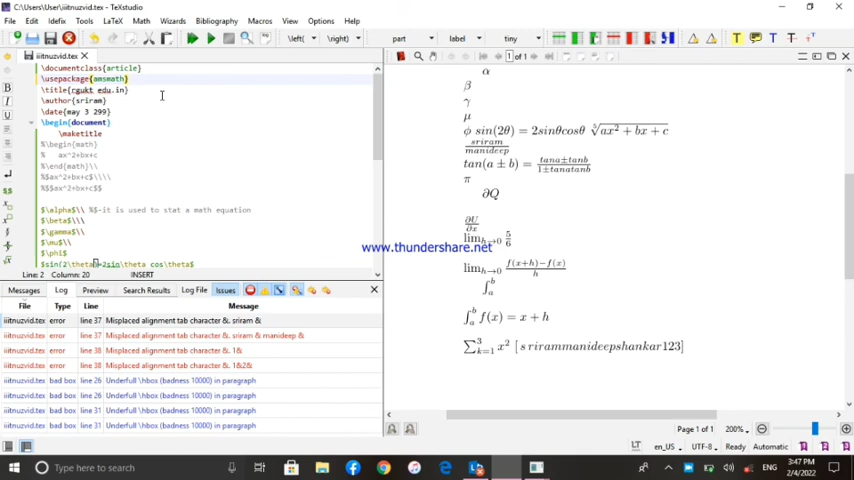 C:\Users\User\iiitnuzvid.tex - TeXstudio
File Edit Idefix Tools LaTeX Math Wizards Bibliography Macros View Options Help
\left( \right) part label tiny
iiitnuzvid.tex
1 of 1
\documentclass{article}
\usepackage{amsmath}
\title{rgukt edu.in}
\author{sriram}
\date{may 3 299}
\begin{document}
\maketitle
%\begin{math}
% ax^2+bx+c
%\end{math}\\
%$ax^2+bx+c$\\\\
%$$ax^2+bx+c$$
$\alpha$\\ %$-it is used to stat a math equation
$\beta$\\\
$\gamma$\\
$\mu$\\
$\phi$
$sin(2\theta)=2sin\theta cos\theta$
Line: 2 Column: 20 INSERT
Messages Log Preview Search Results Log File Issues
File Type Line Message
iiitnuzvid.tex error line 37 Misplaced alignment tab character &. sriram &
iiitnuzvid.tex error line 37 Misplaced alignment tab character &. sriram & manideep &
iiitnuzvid.tex error line 38 Misplaced alignment tab character &. 1&
iiitnuzvid.tex error line 38 Misplaced alignment tab character &. 1&2&
iiitnuzvid.tex bad box line 26 Underfull \hbox (badness 10000) in paragraph
iiitnuzvid.tex bad box line 26 Underfull \hbox (badness 10000) in paragraph
iiitnuzvid.tex bad box line 31 Underfull \hbox (badness 10000) in paragraph
iiitnuzvid.tex bad box line 31 Underfull \hbox (badness 10000) in paragraph
α
β
γ
μ
ϕ sin(2θ) = 2sinθcosθ ⁵√ax² + bx + c
sriram
manideep
tan(a ± b) = tana±tanb / 1±tanatanb
π
∂Q
∂U/∂x
lim h→0 5/6
lim h→0 f(x+h)−f(x) / h
∫ₐᵇ
∫ₐᵇ f(x) = x + h
∑³ₖ₌₁ x² [ srirammanideepshankar123]
www.thundershare.net
Page 1 of 1 200%
LT en_US UTF-8 Ready Automatic
Type here to search
ENG 3:47 PM
2/4/2022